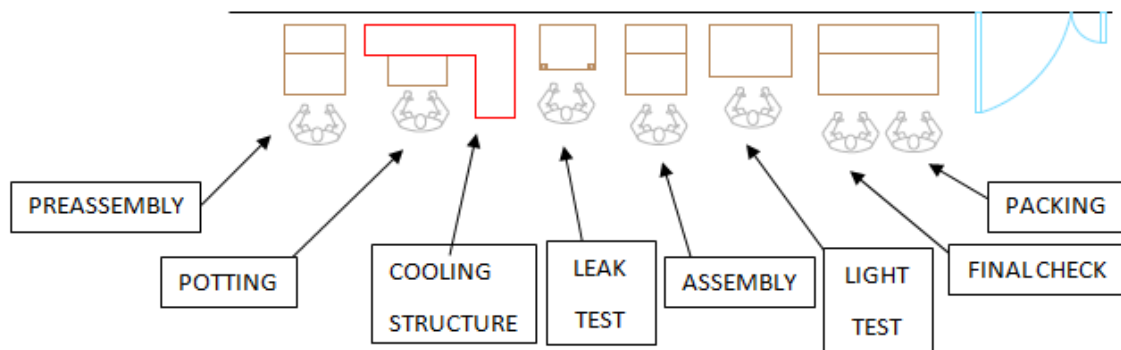 PREASSEMBLY
POTTING
COOLING
STRUCTURE
LEAK
TEST
ASSEMBLY
LIGHT
TEST
FINAL CHECK
PACKING